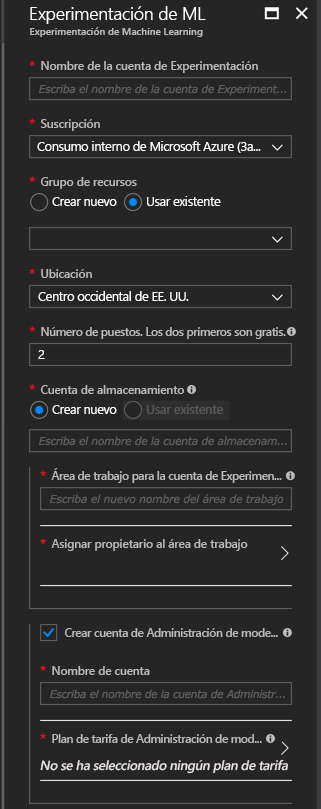 Experimentación de ML
Experimentación de Machine Learning
* Nombre de la cuenta de Experimentación
Escriba el nombre de la cuenta de Experiment...
* Suscripción
Consumo interno de Microsoft Azure (3a...
* Grupo de recursos
Crear nuevo Usar existente
* Ubicación
Centro occidental de EE. UU.
* Número de puestos. Los dos primeros son gratis.
2
* Cuenta de almacenamiento
Crear nuevo Usar existente
Escriba el nombre de la cuenta de almacenam...
* Área de trabajo para la cuenta de Experimen...
Escriba el nuevo nombre del área de trabajo
* Asignar propietario al área de trabajo
Crear cuenta de Administración de mode...
* Nombre de cuenta
Escriba el nombre de la cuenta de Administr...
* Plan de tarifa de Administración de mod...
No se ha seleccionado ningún plan de tarifa